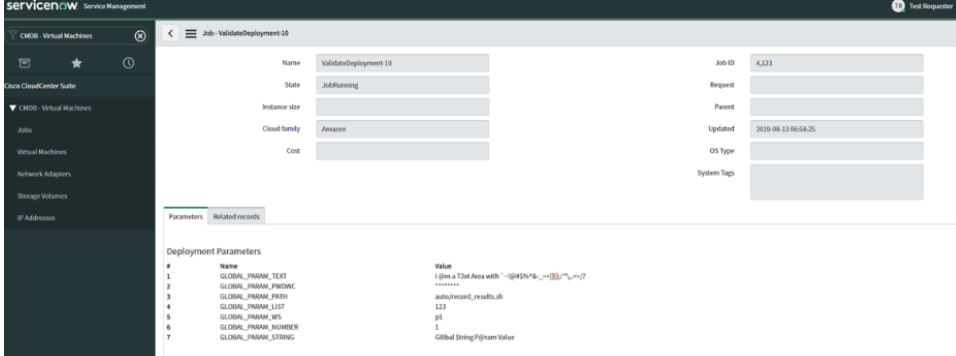 servicenow Service Management
TR Test Requester
CMDB - Virtual Machines
Job - ValidateDeployment-10
Cisco CloudCenter Suite
CMDB - Virtual Machines
Jobs
Virtual Machines
Network Adapters
Storage Volumes
IP Addresses
Name ValidateDeployment-10
State JobRunning
Instance size
Cloud family Amazon
Cost
Job ID 4,123
Request
Parent
Updated 2019-08-13 06:58:25
OS Type
System Tags
Parameters Related records
Deployment Parameters
# Name Value
1 GLOBAL_PARAM_TEXT I @m a T3xt Area with
2 GLOBAL_PARAM_PWDWC ********
3 GLOBAL_PARAM_PATH auto/record_results.sh
4 GLOBAL_PARAM_LIST 123
5 GLOBAL_PARAM_WS p1
6 GLOBAL_PARAM_NUMBER 1
7 GLOBAL_PARAM_STRING Gl0bal String P@ram Value